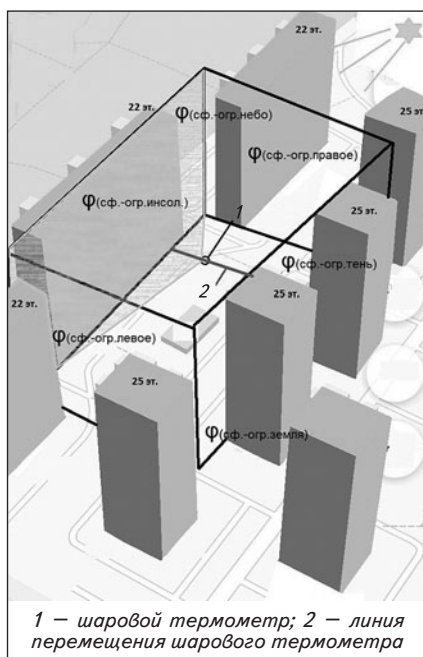 22 эт.
25 эт.
22 эт.
φ(сф.-огр.небо)
φ(сф.-огр.правое)
25 эт.
φ(сф.-огр.инсол.)
1
φ(сф.-огр.тень)
2
22 эт.
25 эт.
φ(сф.-огр.левое)
25 эт.
φ(сф.-огр.земля)
1 – шаровой термометр; 2 – линия
перемещения шарового термометра